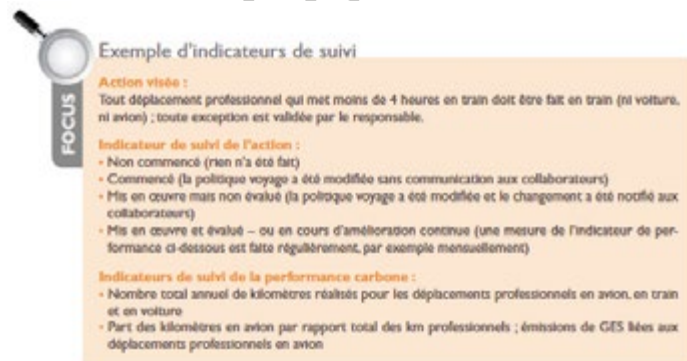 Exemple d'indicateurs de suivi
FOCUS
Action visée :
Tout déplacement professionnel qui met moins de 4 heures en train doit être fait en train (ni voiture,
ni avion) ; toute exception est validée par le responsable.
Indicateur de suivi de l'action :
• Non commencé (rien n'a été fait)
• Commencé (la politique voyage a été modifiée sans communication aux collaborateurs)
• Mis en œuvre mais non évalué (la politique voyage a été modifiée et le changement a été notifié aux
collaborateurs)
• Mis en œuvre et évalué – ou en cours d'amélioration continue (une mesure de l'indicateur de per-
formance ci-dessous est faite régulièrement, par exemple mensuellement)
Indicateurs de suivi de la performance carbone :
• Nombre total annuel de kilomètres réalisés pour les déplacements professionnels en avion, en train
et en voiture
• Part des kilomètres en avion par rapport total des km professionnels ; émissions de GES liées aux
déplacements professionnels en avion